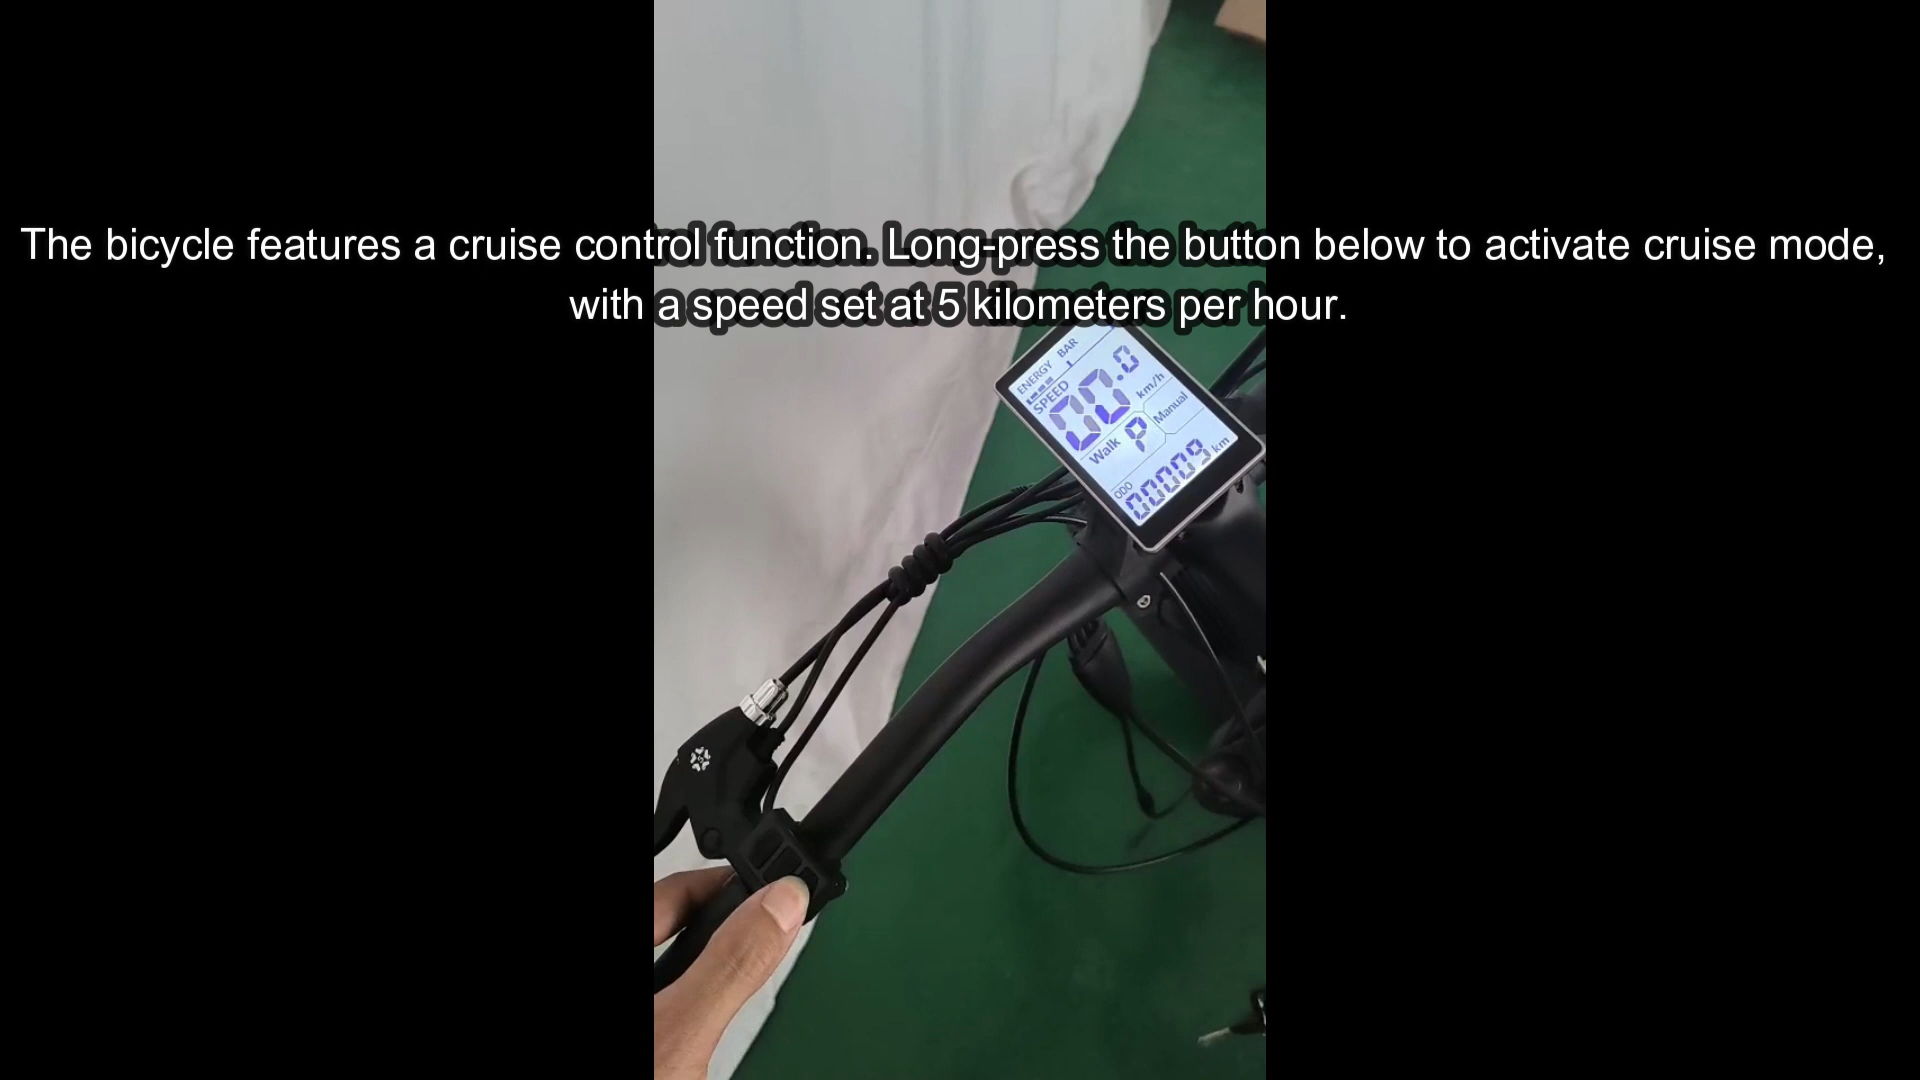 The bicycle features a cruise control function. Long-press the button below to activate cruise mode,
with a speed set at 5 kilometers per hour.
ENERGY BAR
SPEED
00.0
km/h
Walk P Manual
ODO
00009 km